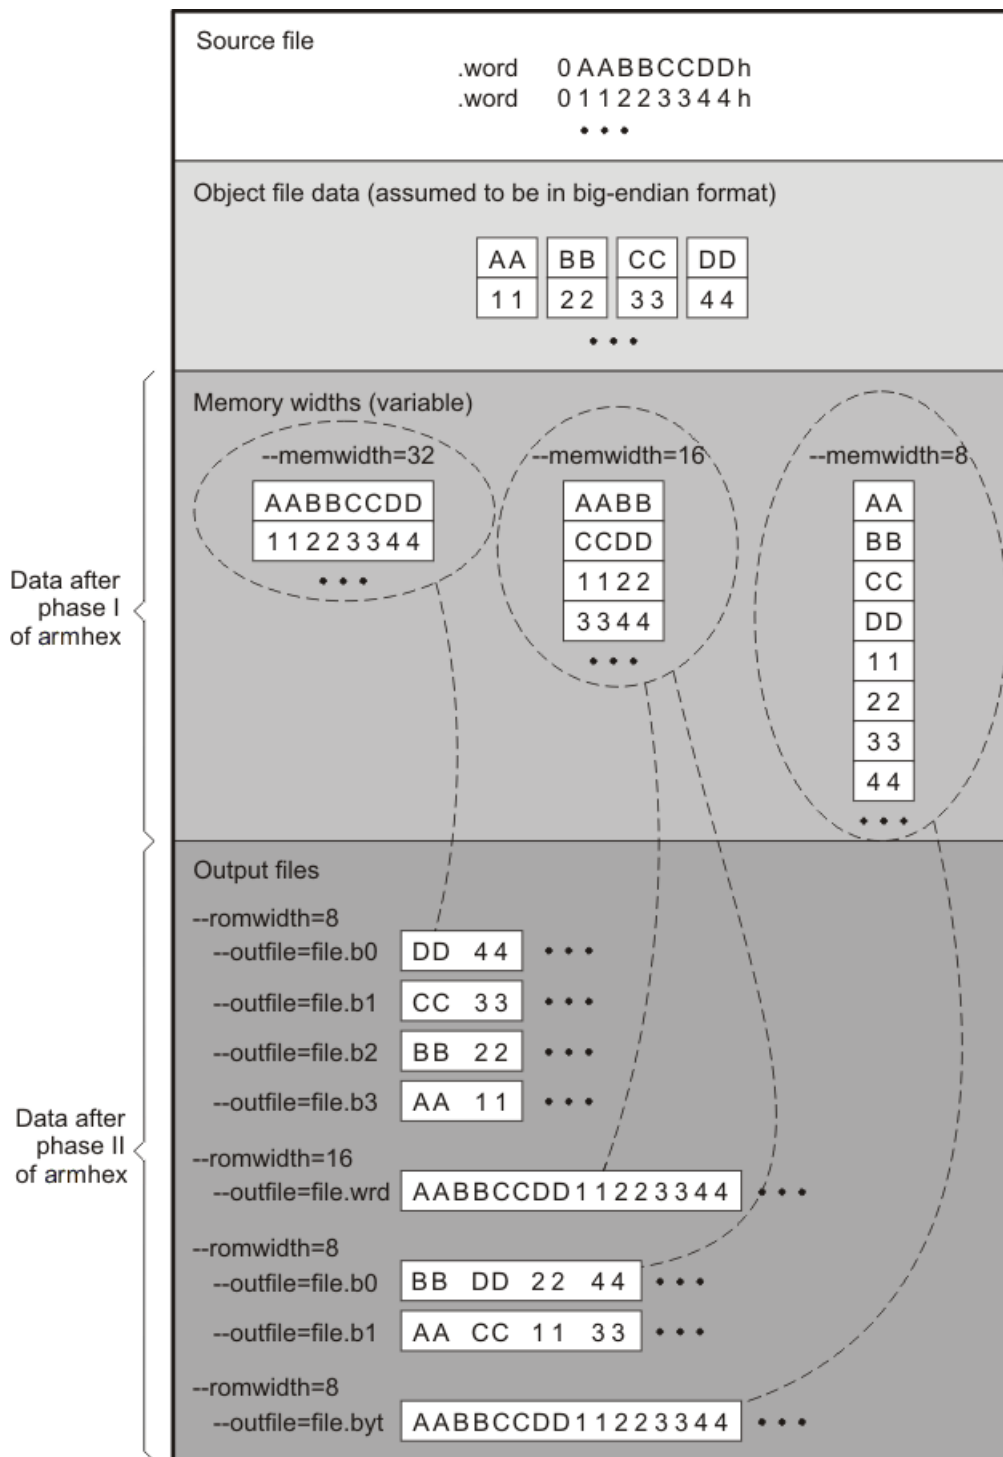 Source file
.word 0AABBCCDDh
.word 011223344h
• • •
Object file data (assumed to be in big-endian format)
AA BB CC DD
11 22 33 44
• • •
Data after
phase I
of armhex
Memory widths (variable)
--memwidth=32
AABBCCDD
11223344
• • •
--memwidth=16
AABB
CCDD
1122
3344
• • •
--memwidth=8
AA
BB
CC
DD
11
22
33
44
• • •
Data after
phase II
of armhex
Output files
--romwidth=8
--outfile=file.b0 DD 44 • • •
--outfile=file.b1 CC 33 • • •
--outfile=file.b2 BB 22 • • •
--outfile=file.b3 AA 11 • • •
--romwidth=16
--outfile=file.wrd AABBCCDD11223344 • • •
--romwidth=8
--outfile=file.b0 BB DD 22 44 • • •
--outfile=file.b1 AA CC 11 33 • • •
--romwidth=8
--outfile=file.byt AABBCCDD11223344 • • •